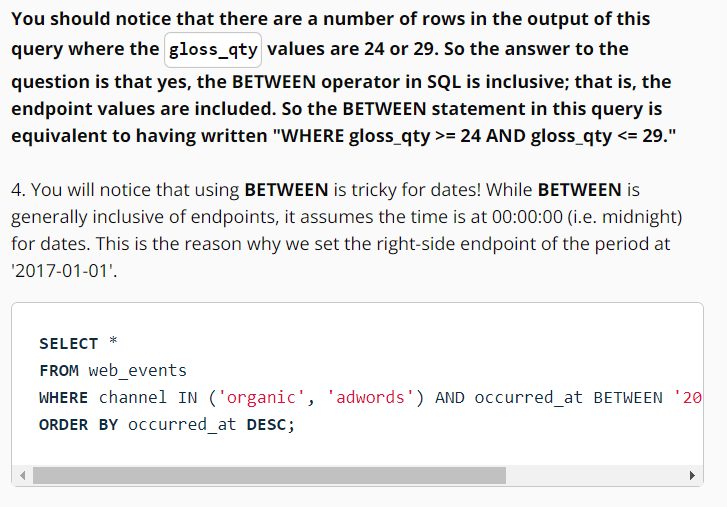 You should notice that there are a number of rows in the output of this
query where the gloss_qty values are 24 or 29. So the answer to the
question is that yes, the BETWEEN operator in SQL is inclusive; that is, the
endpoint values are included. So the BETWEEN statement in this query is
equivalent to having written "WHERE gloss_qty >= 24 AND gloss_qty <= 29."
4. You will notice that using BETWEEN is tricky for dates! While BETWEEN is
generally inclusive of endpoints, it assumes the time is at 00:00:00 (i.e. midnight)
for dates. This is the reason why we set the right-side endpoint of the period at
'2017-01-01'.
SELECT *
FROM web_events
WHERE channel IN ('organic', 'adwords') AND occurred_at BETWEEN '20
ORDER BY occurred_at DESC;